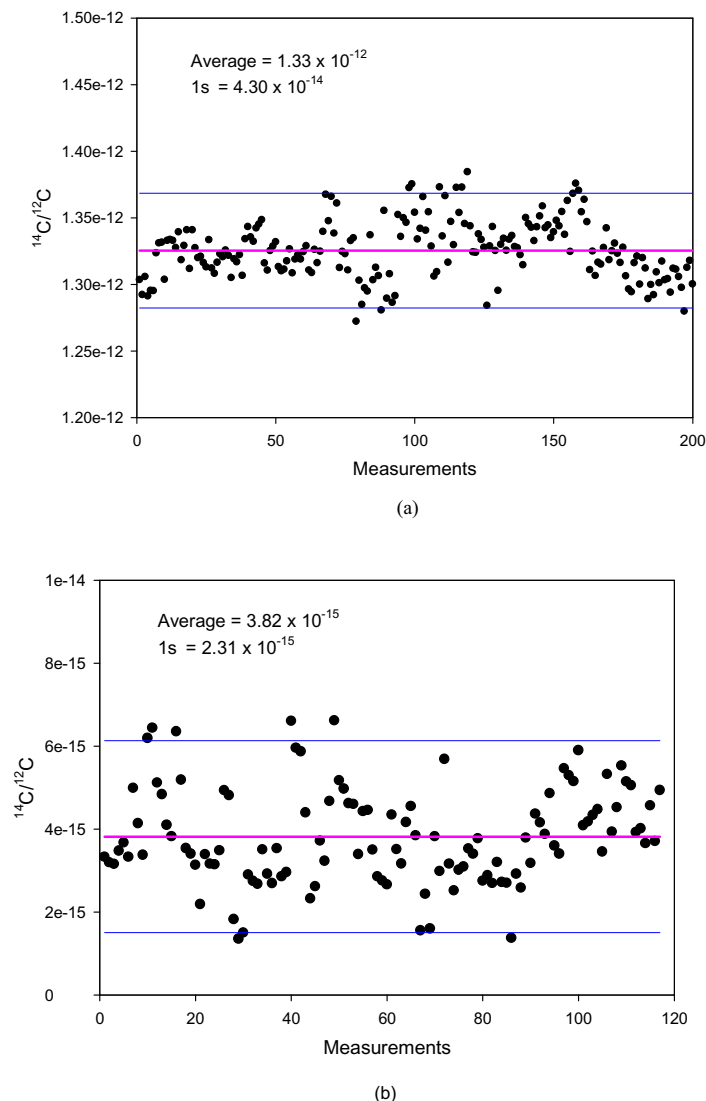 1.50e-12
Average = 1.33 x 10⁻¹²
1s = 4.30 x 10⁻¹⁴
1.45e-12
1.40e-12
¹⁴C/¹²C
1.35e-12
1.30e-12
1.25e-12
1.20e-12
0 50 100 150 200
Measurements
(a)
1e-14
Average = 3.82 x 10⁻¹⁵
1s = 2.31 x 10⁻¹⁵
8e-15
6e-15
¹⁴C/¹²C
4e-15
2e-15
0
0 20 40 60 80 100 120
Measurements
(b)